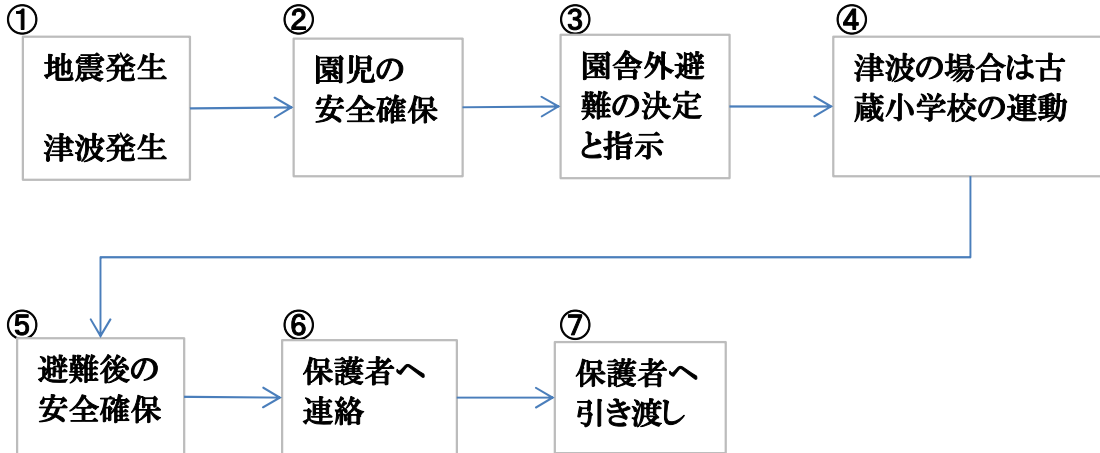 ①
地震発生
津波発生
②
園児の
安全確保
③
園舎外避
難の決定
と指示
④
津波の場合は古
蔵小学校の運動
⑤
避難後の
安全確保
⑥
保護者へ
連絡
⑦
保護者へ
引き渡し